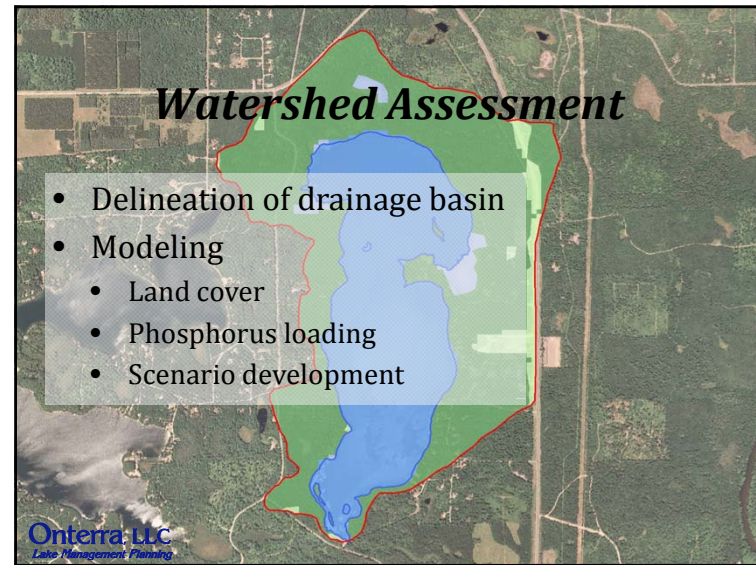 Watershed Assessment
• Delineation of drainage basin
• Modeling
• Land cover
• Phosphorus loading
• Scenario development
Onterra, LLC
Lake Management Planning